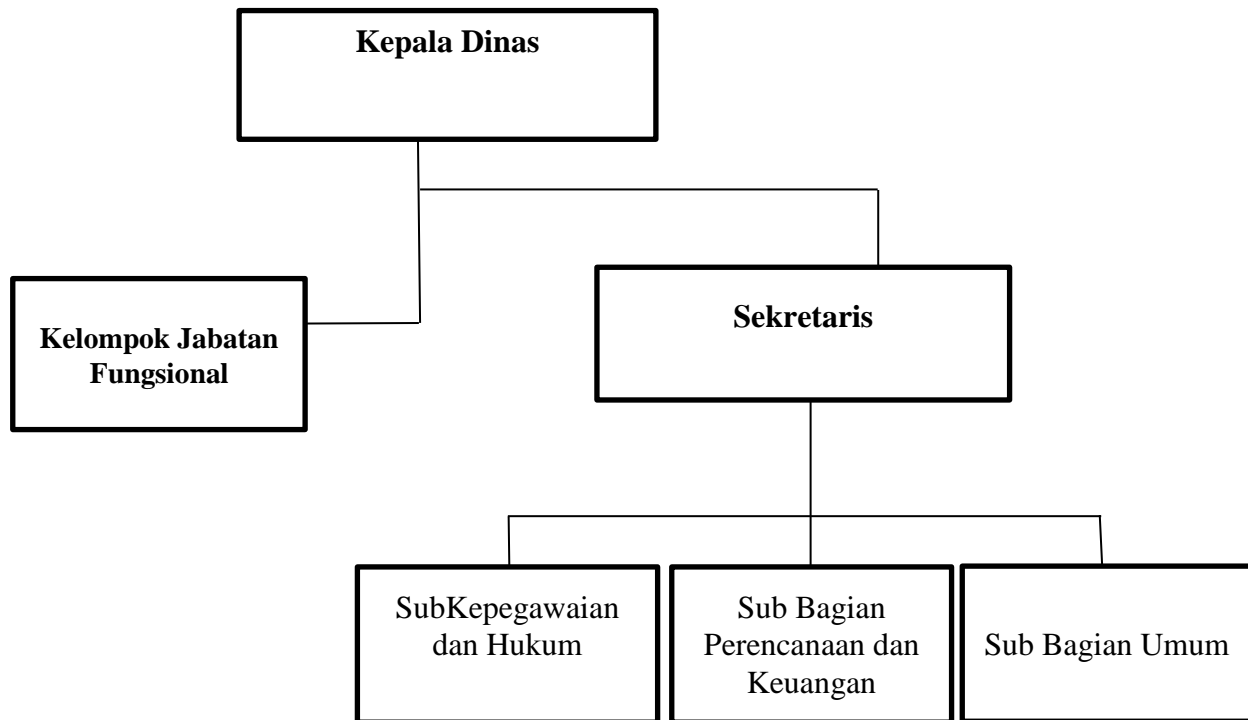 Kepala Dinas
Kelompok Jabatan
Fungsional
Sekretaris
SubKepegawaian
dan Hukum
Sub Bagian
Perencanaan dan
Keuangan
Sub Bagian Umum